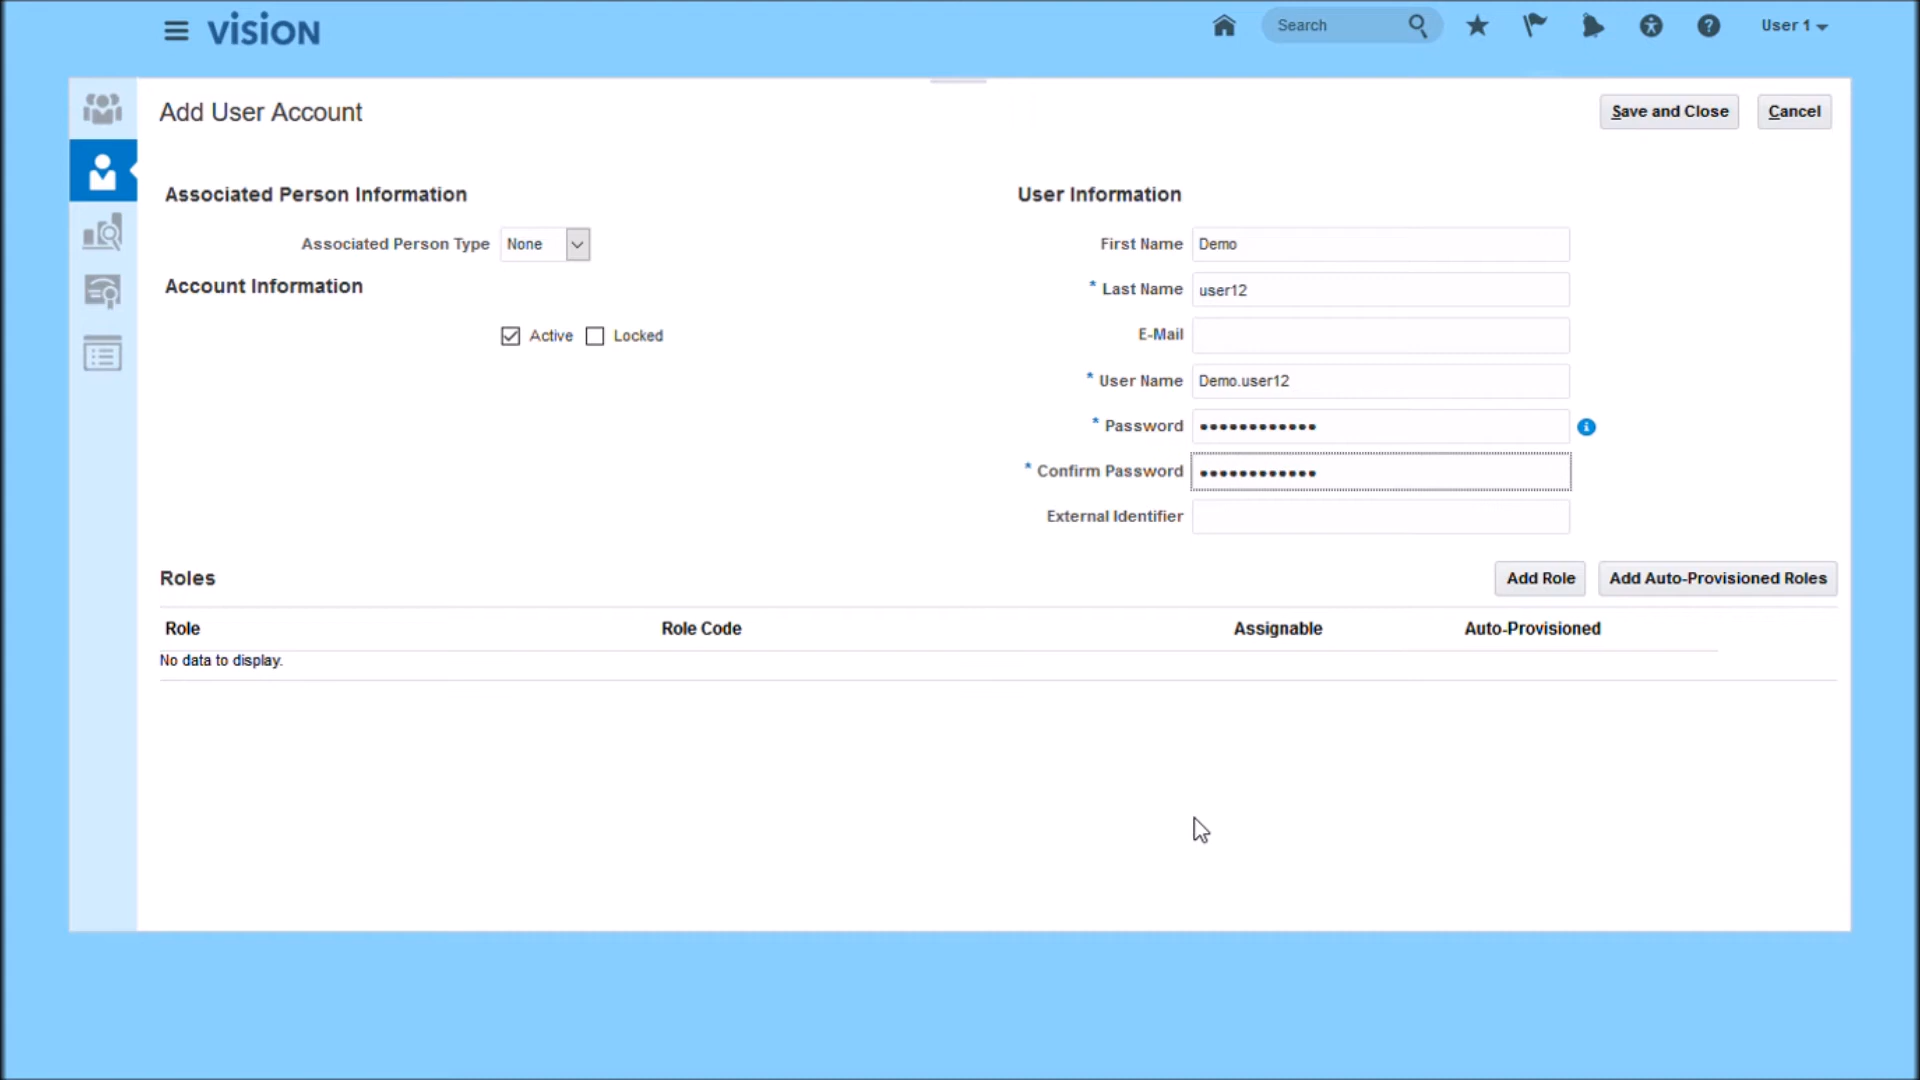 vision
Search
User 1
Add User Account
Save and Close
Cancel
Associated Person Information
User Information
Associated Person Type None
First Name Demo
Account Information
* Last Name user12
Active Locked
E-Mail
* User Name Demo.user12
* Password ••••••••••••
* Confirm Password ••••••••••••
External Identifier
Roles
Add Role
Add Auto-Provisioned Roles
Role Role Code Assignable Auto-Provisioned
No data to display.